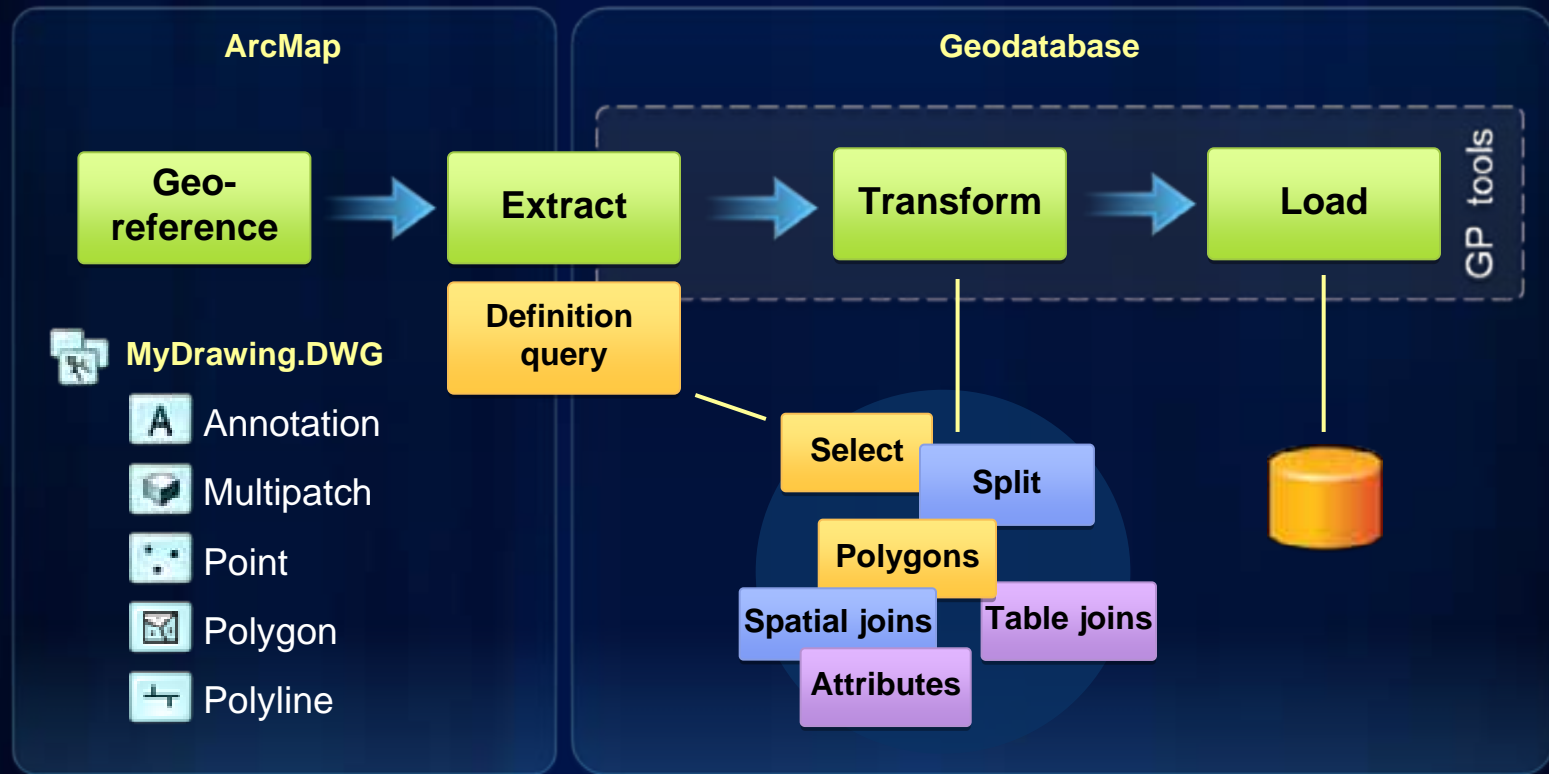 ArcMap
Geodatabase
Geo-
reference
Extract
Transform
Load
GP tools
Definition
query
MyDrawing.DWG
A
Annotation
Multipatch
Point
Polygon
Polyline
Select
Split
Polygons
Spatial joins
Table joins
Attributes